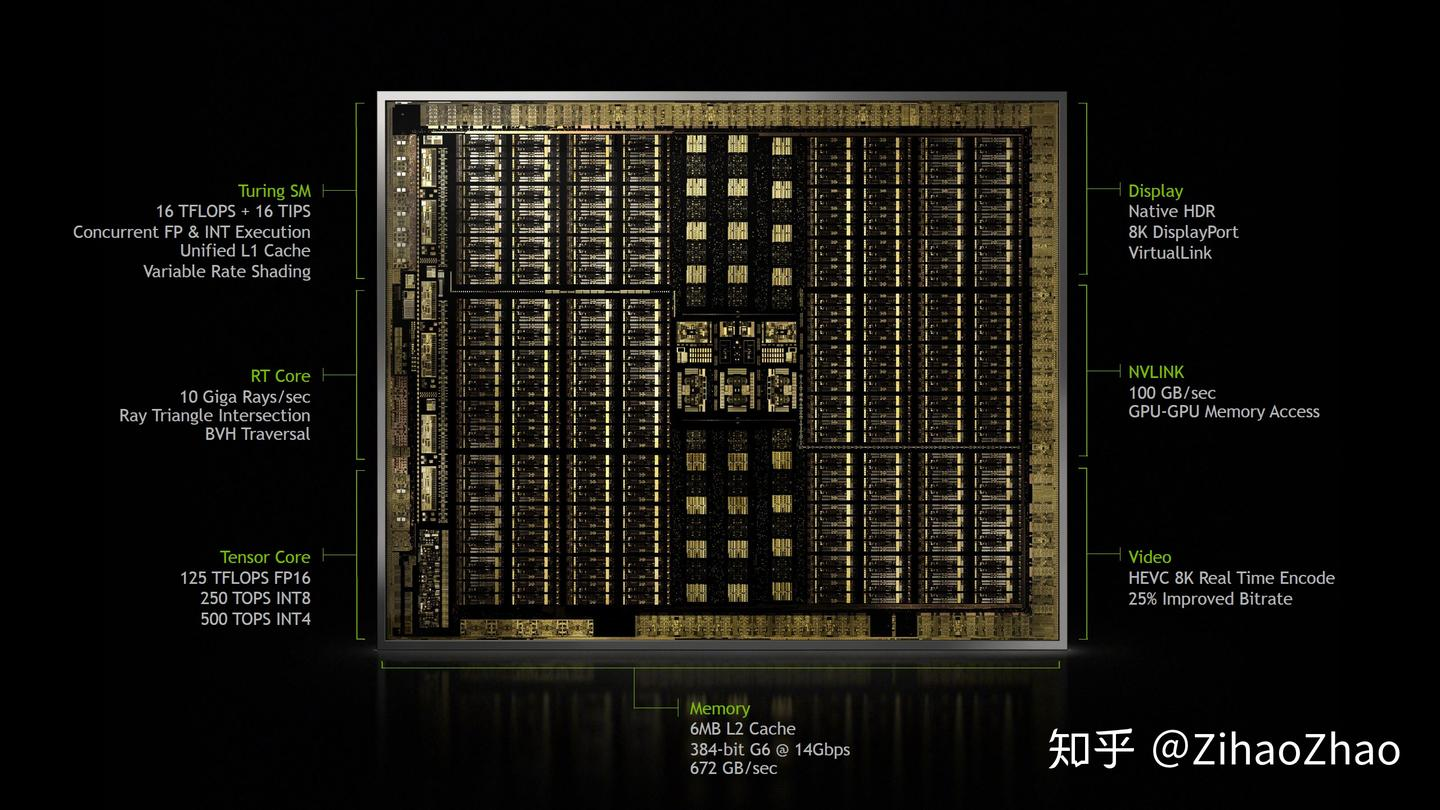 Turing SM
16 TFLOPS + 16 TIPS
Concurrent FP & INT Execution
Unified L1 Cache
Variable Rate Shading
RT Core
10 Giga Rays/sec
Ray Triangle Intersection
BVH Traversal
Tensor Core
125 TFLOPS FP16
250 TOPS INT8
500 TOPS INT4
Display
Native HDR
8K DisplayPort
VirtualLink
NVLINK
100 GB/sec
GPU-GPU Memory Access
Video
HEVC 8K Real Time Encode
25% Improved Bitrate
Memory
6MB L2 Cache
384-bit G6 @ 14Gbps
672 GB/sec
知乎 @ZihaoZhao